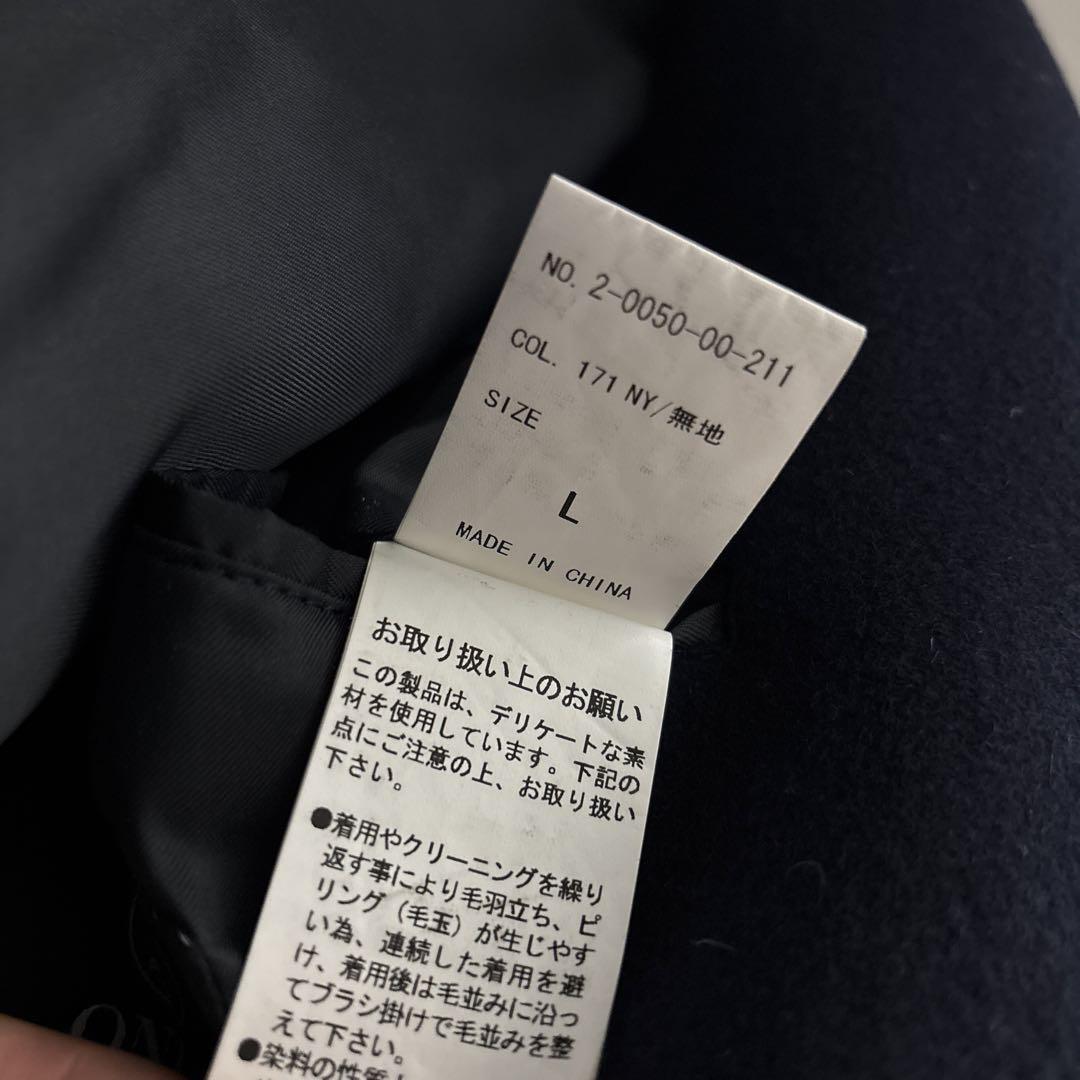 NO. 2-0050-00-211
COL. 171 NY/無地
SIZE
L
MADE IN CHINA
お取り扱い上のお願い
この製品は、デリケートな素
材を使用しています。下記の
点にご注意の上、お取り扱い
下さい。
●着用やクリーニングを繰り
返す事により毛羽立ち、ピ
リング（毛玉）が生じやす
い為、連続した着用を避
け、着用後は毛並みに沿っ
てブラシ掛けで毛並みを整
えて下さい。
●染料の性質